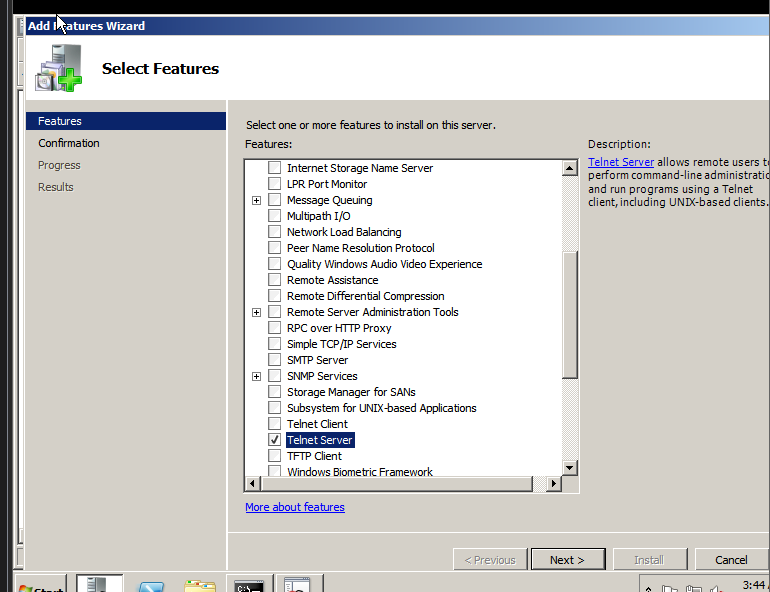 Add Features Wizard
Select Features
Features
Confirmation
Progress
Results
Select one or more features to install on this server.
Features:
Internet Storage Name Server
LPR Port Monitor
Message Queuing
Multipath I/O
Network Load Balancing
Peer Name Resolution Protocol
Quality Windows Audio Video Experience
Remote Assistance
Remote Differential Compression
Remote Server Administration Tools
RPC over HTTP Proxy
Simple TCP/IP Services
SMTP Server
SNMP Services
Storage Manager for SANs
Subsystem for UNIX-based Applications
Telnet Client
Telnet Server
TFTP Client
Windows Biometric Framework
More about features
Description:
Telnet Server allows remote users to
perform command-line administratio
and run programs using a Telnet
client, including UNIX-based clients.
< Previous
Next >
Install
Cancel
Start
3:44